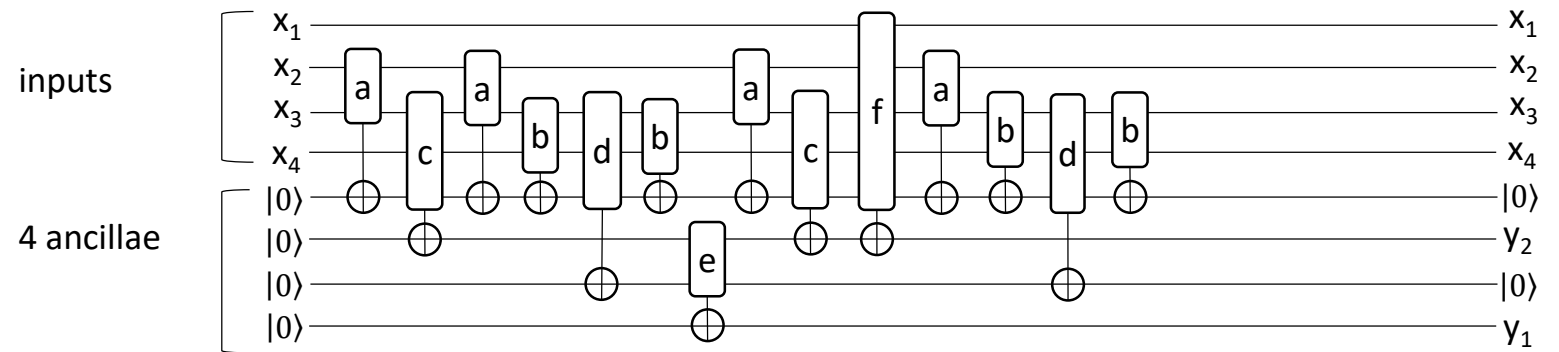 x₁ x₁
a a a f a x₂ x₂
inputs x₃ b d b c b d b x₃
c x₄ x₄
|0⟩ |0⟩
4 ancillae |0⟩ y₂
e |0⟩ |0⟩
|0⟩ y₁